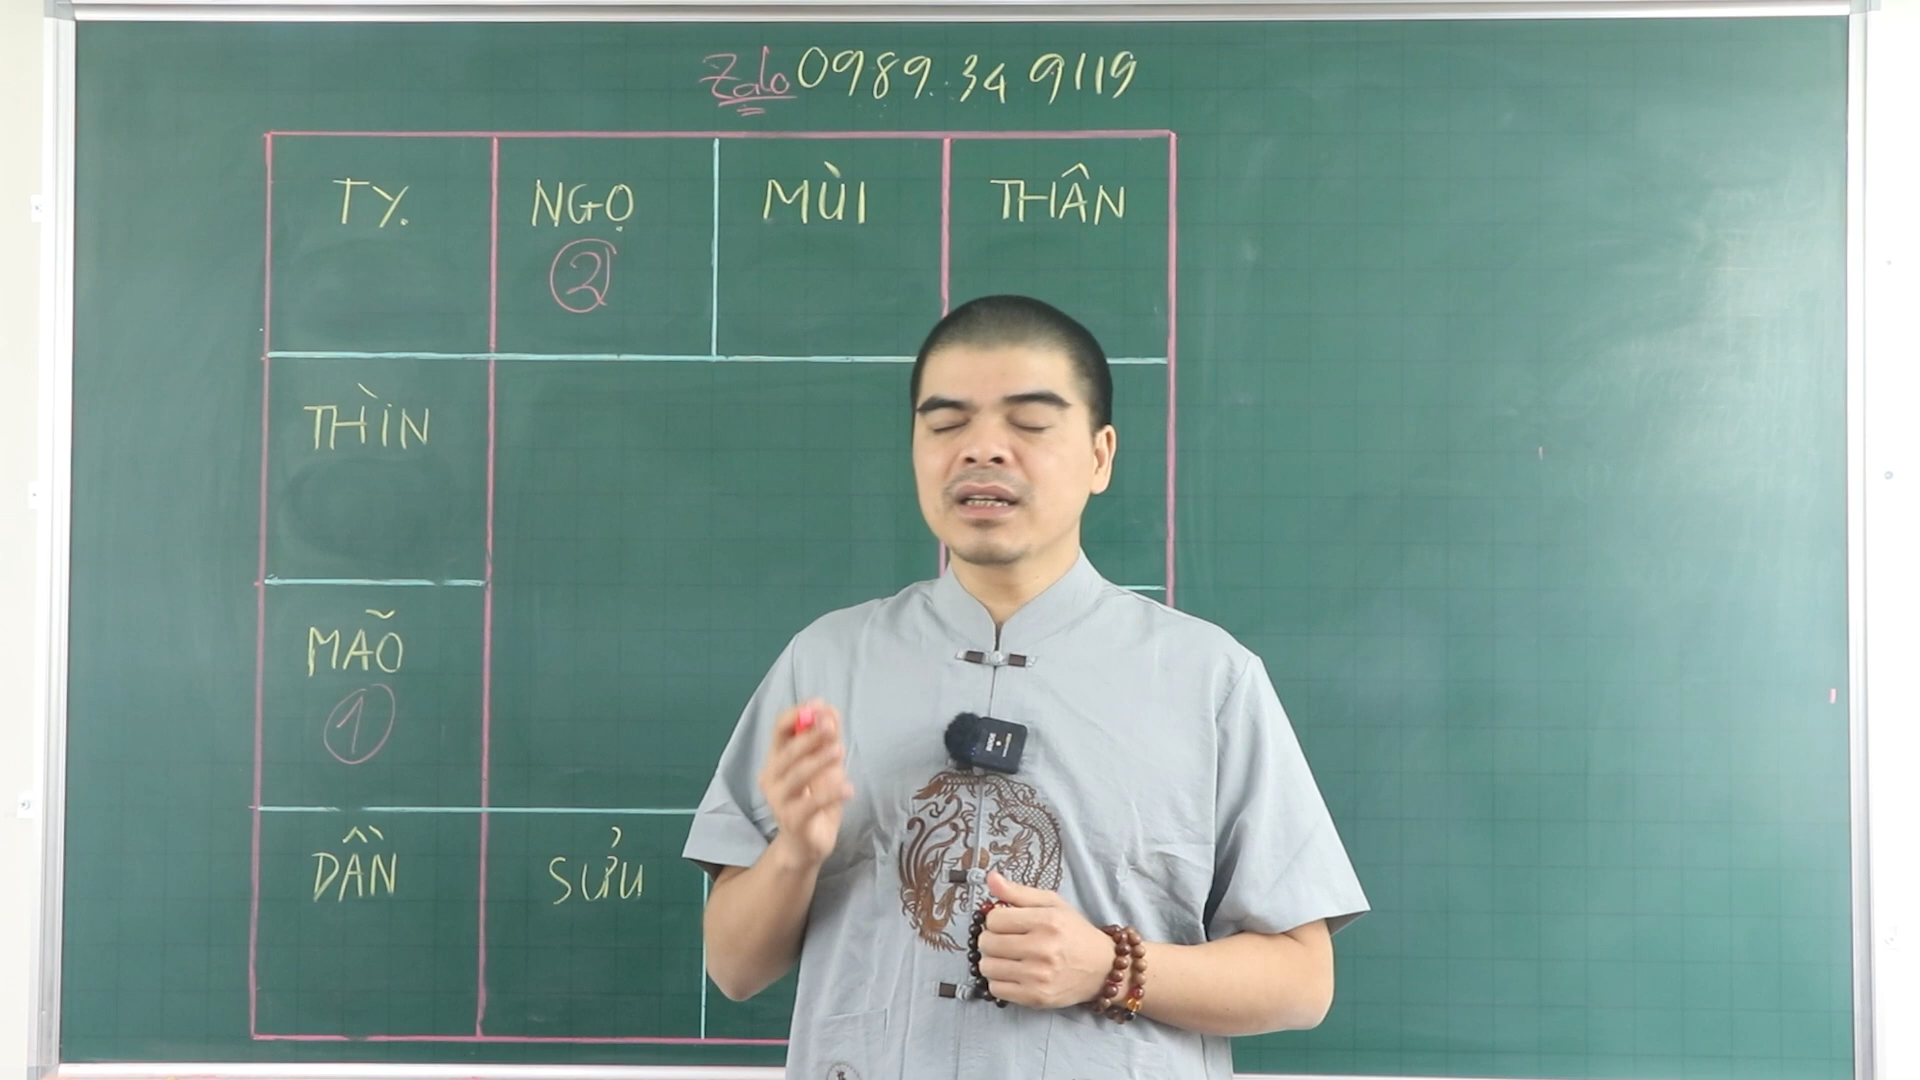 Zalo 0989.34 9119
TY. NGỌ MÙI THÂN
②
THÌN
MÃO
①
DẦN SỬU